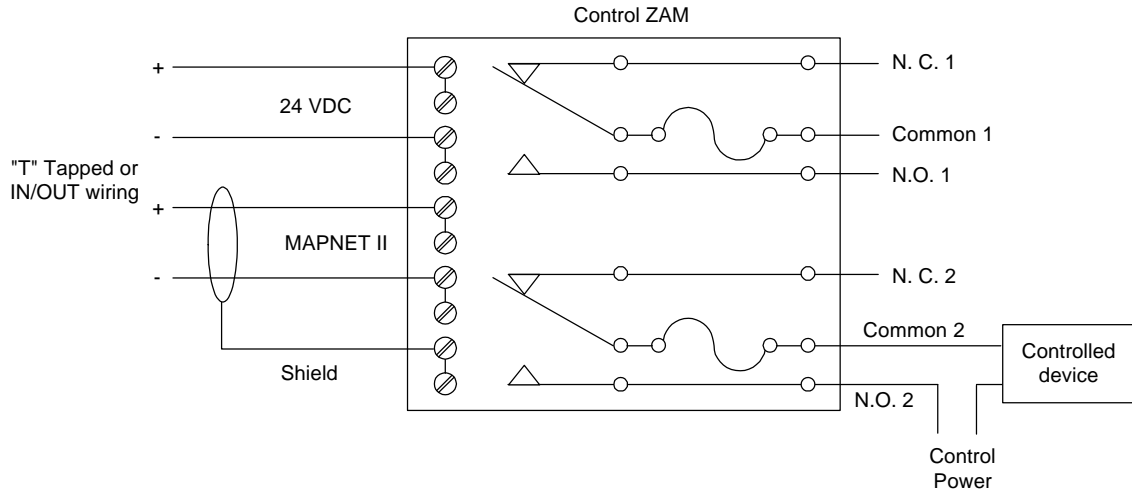 Control ZAM
+
24 VDC
-
"T" Tapped or
IN/OUT wiring
+
MAPNET II
-
Shield
N. C. 1
Common 1
N.O. 1
N. C. 2
Common 2
Controlled
device
N.O. 2
Control
Power